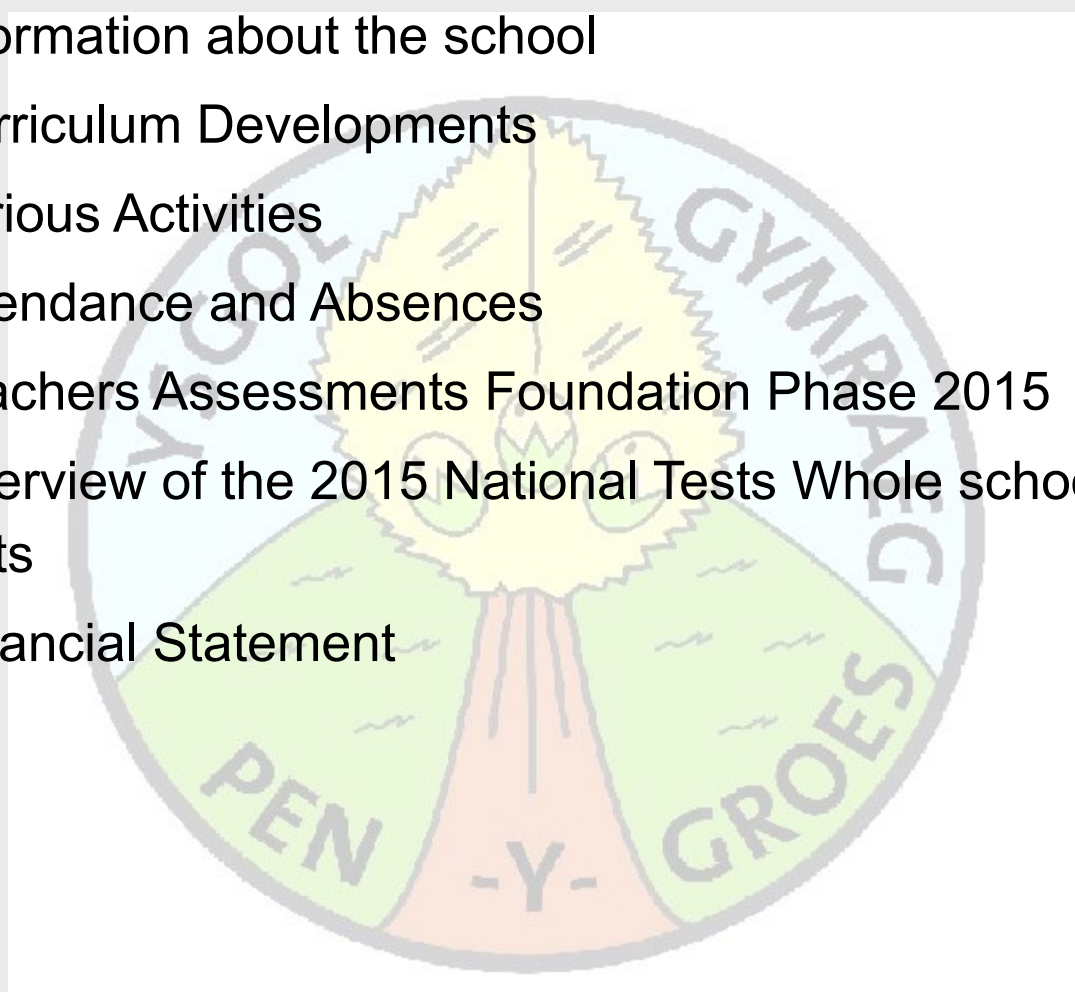 ormation about the school
rriculum Developments
rious Activities
endance and Absences
achers Assessments Foundation Phase 2015
erview of the 2015 National Tests Whole schoo
ts
ancial Statement
YSGOL GYMRAEG
PEN -Y- GROES